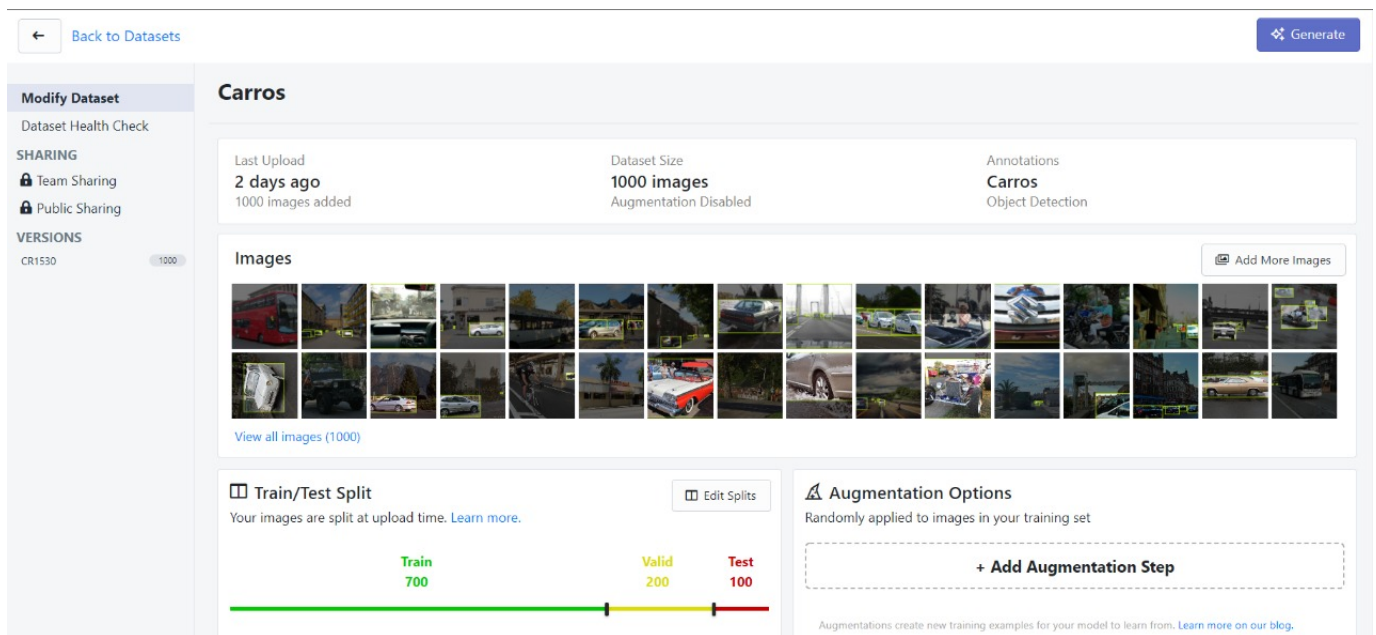 Back to Datasets
Generate
Modify Dataset
Dataset Health Check
SHARING
Team Sharing
Public Sharing
VERSIONS
CR1530 1000
Carros
Last Upload
2 days ago
1000 images added
Dataset Size
1000 images
Augmentation Disabled
Annotations
Carros
Object Detection
Images
Add More Images
View all images (1000)
Train/Test Split
Edit Splits
Your images are split at upload time. Learn more.
Train
700
Valid
200
Test
100
Augmentation Options
Randomly applied to images in your training set
+ Add Augmentation Step
Augmentations create new training examples for your model to learn from. Learn more on our blog.